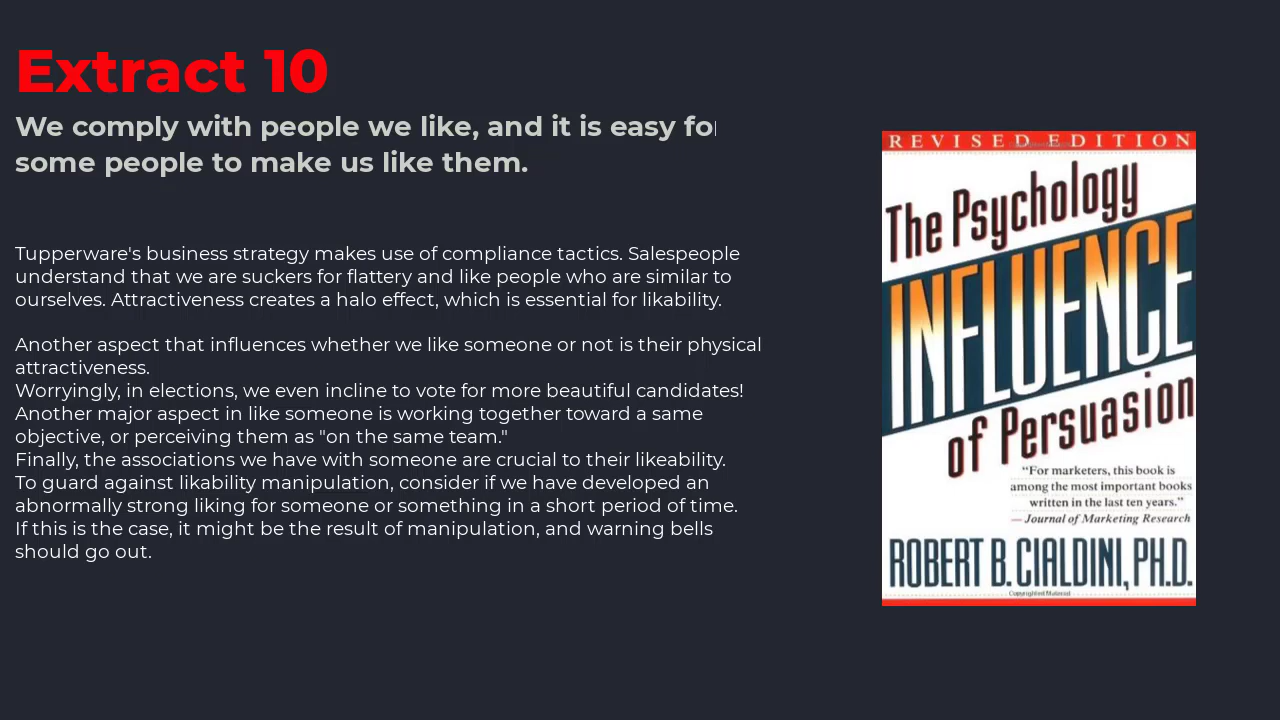 Extract 10
We comply with people we like, and it is easy for
some people to make us like them.
Tupperware's business strategy makes use of compliance tactics. Salespeople
understand that we are suckers for flattery and like people who are similar to
ourselves. Attractiveness creates a halo effect, which is essential for likability.
Another aspect that influences whether we like someone or not is their physical
attractiveness.
Worryingly, in elections, we even incline to vote for more beautiful candidates!
Another major aspect in like someone is working together toward a same
objective, or perceiving them as "on the same team."
Finally, the associations we have with someone are crucial to their likeability.
To guard against likability manipulation, consider if we have developed an
abnormally strong liking for someone or something in a short period of time.
If this is the case, it might be the result of manipulation, and warning bells
should go out.
REVISED EDITION
The Psychology
INFLUENCE
of Persuasion
“For marketers, this book is
among the most important books
written in the last ten years.”
— Journal of Marketing Research
ROBERT B. CIALDINI, PH.D.
Copyrighted Material